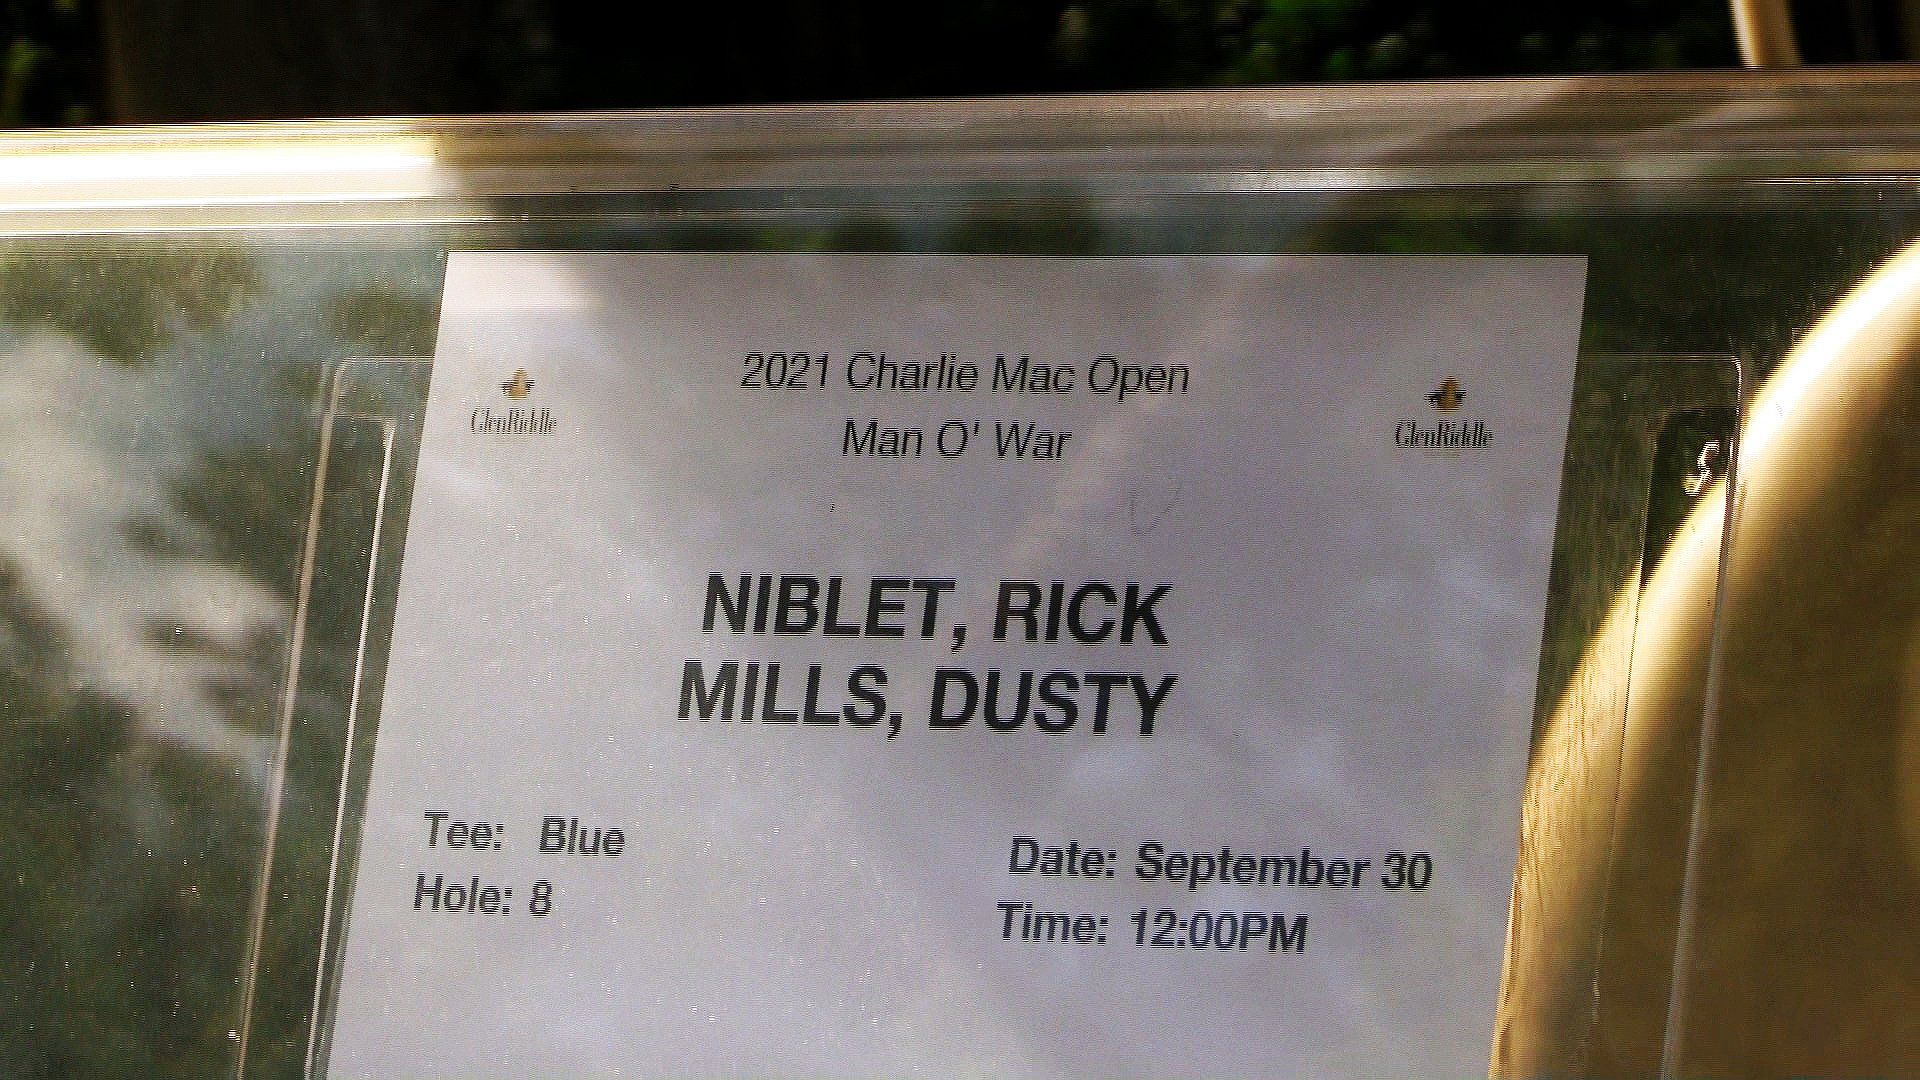 2021 Charlie Mac Open
Man O' War
GlenRiddle
GlenRiddle
NIBLET, RICK
MILLS, DUSTY
Tee: Blue
Hole: 8
Date: September 30
Time: 12:00PM